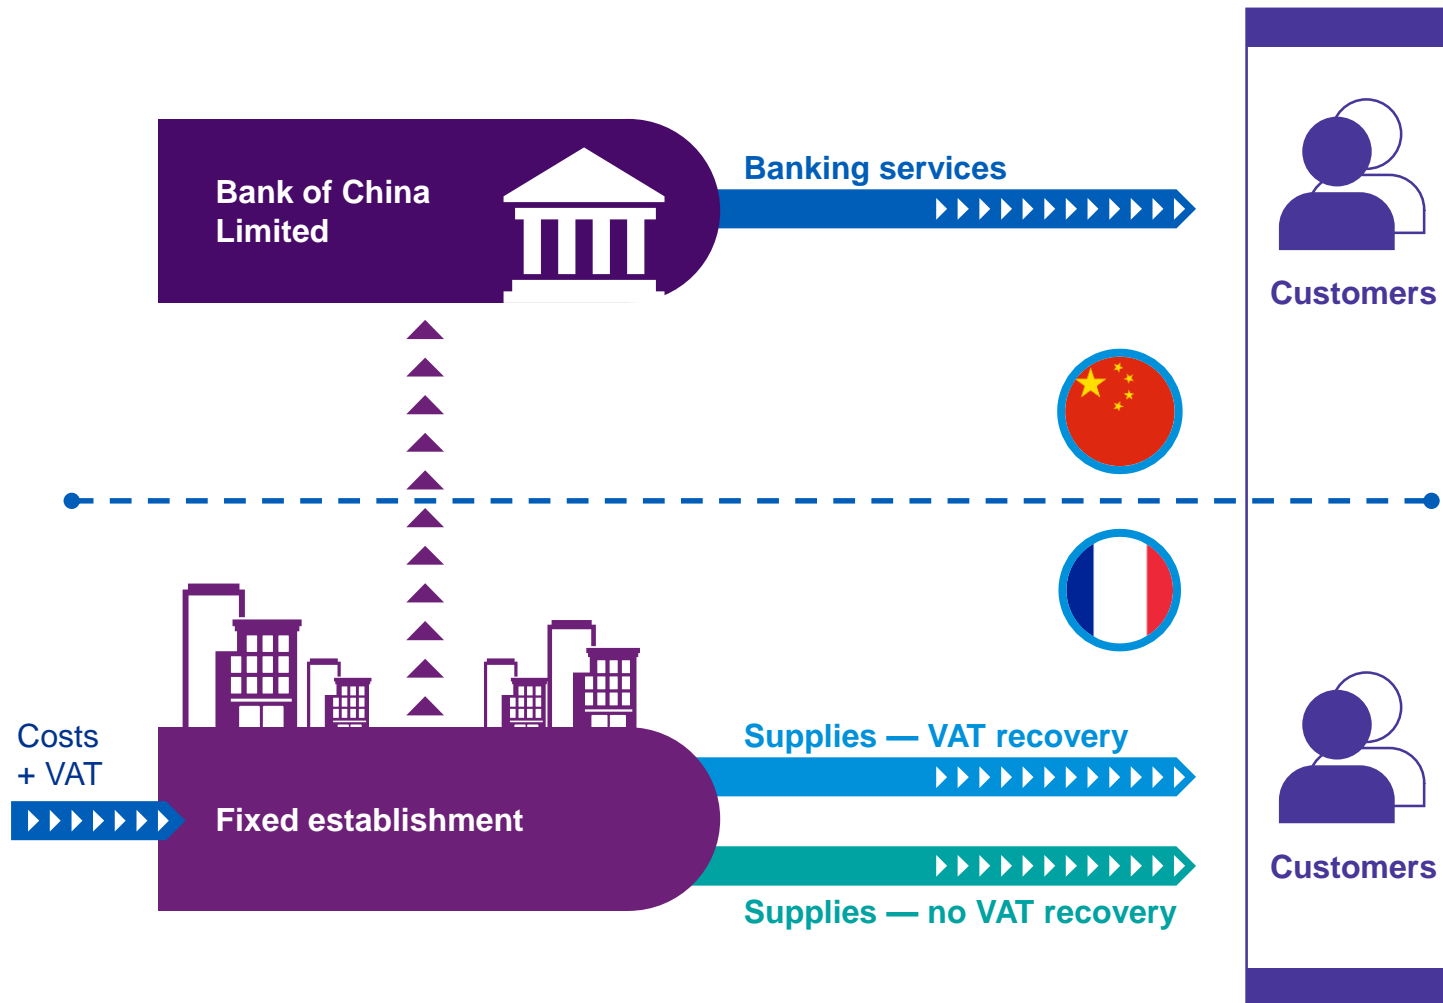 Banking services
Bank of China
Limited
Customers
Costs
+ VAT
Supplies — VAT recovery
Fixed establishment
Customers
Supplies — no VAT recovery